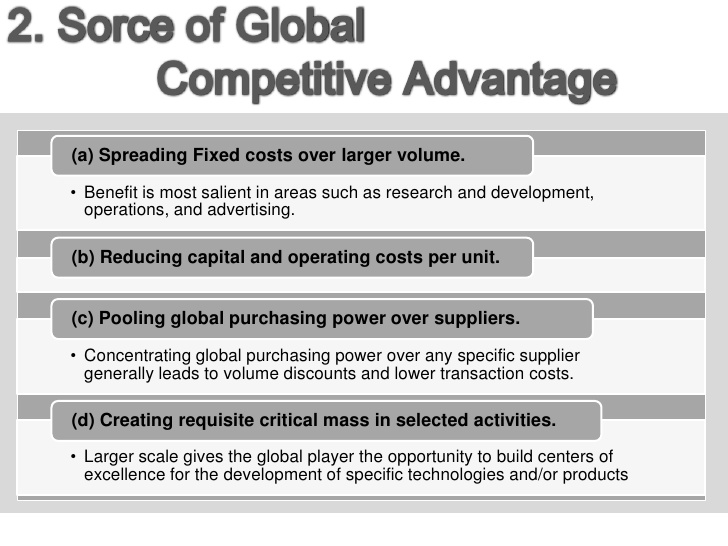 2. Sorce of Global
Competitive Advantage
(a) Spreading Fixed costs over larger volume.
• Benefit is most salient in areas such as research and development,
operations, and advertising.
(b) Reducing capital and operating costs per unit.
(c) Pooling global purchasing power over suppliers.
• Concentrating global purchasing power over any specific supplier
generally leads to volume discounts and lower transaction costs.
(d) Creating requisite critical mass in selected activities.
• Larger scale gives the global player the opportunity to build centers of
excellence for the development of specific technologies and/or products